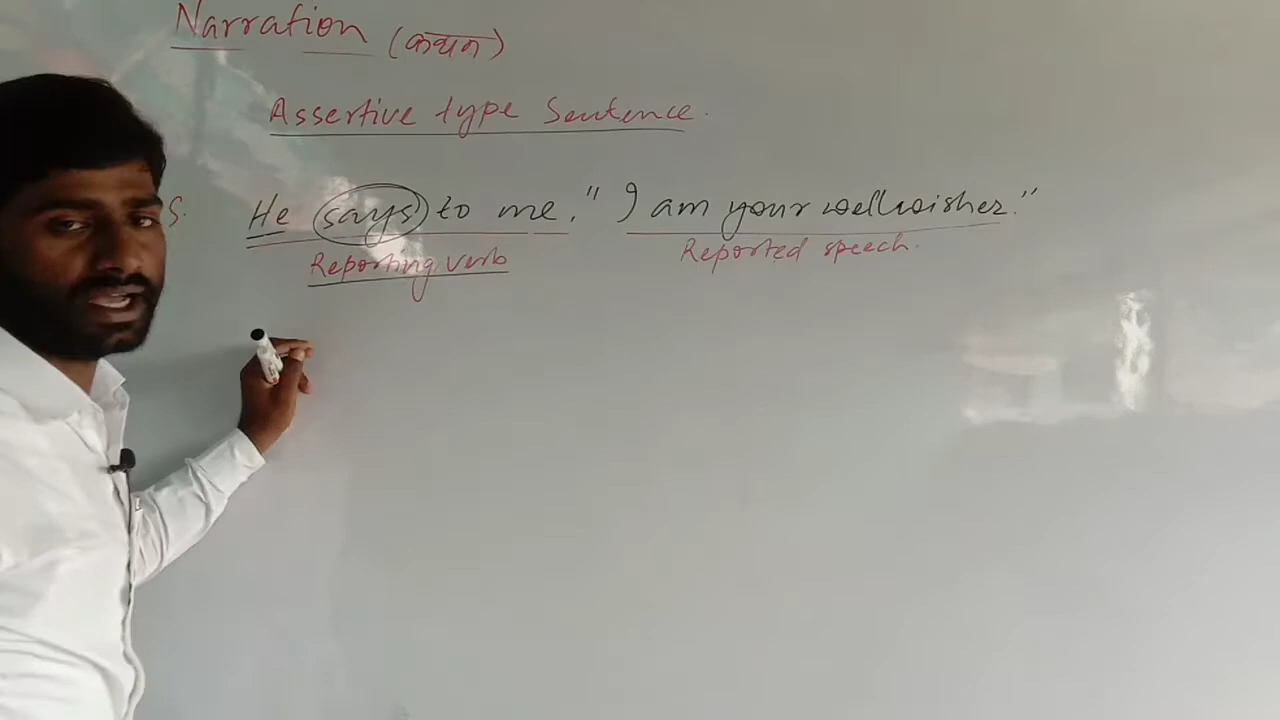 Narration (कथन)
Assertive type Sentence.
S. He says to me, " I am your wellwisher."
Reporting verb Reported speech.